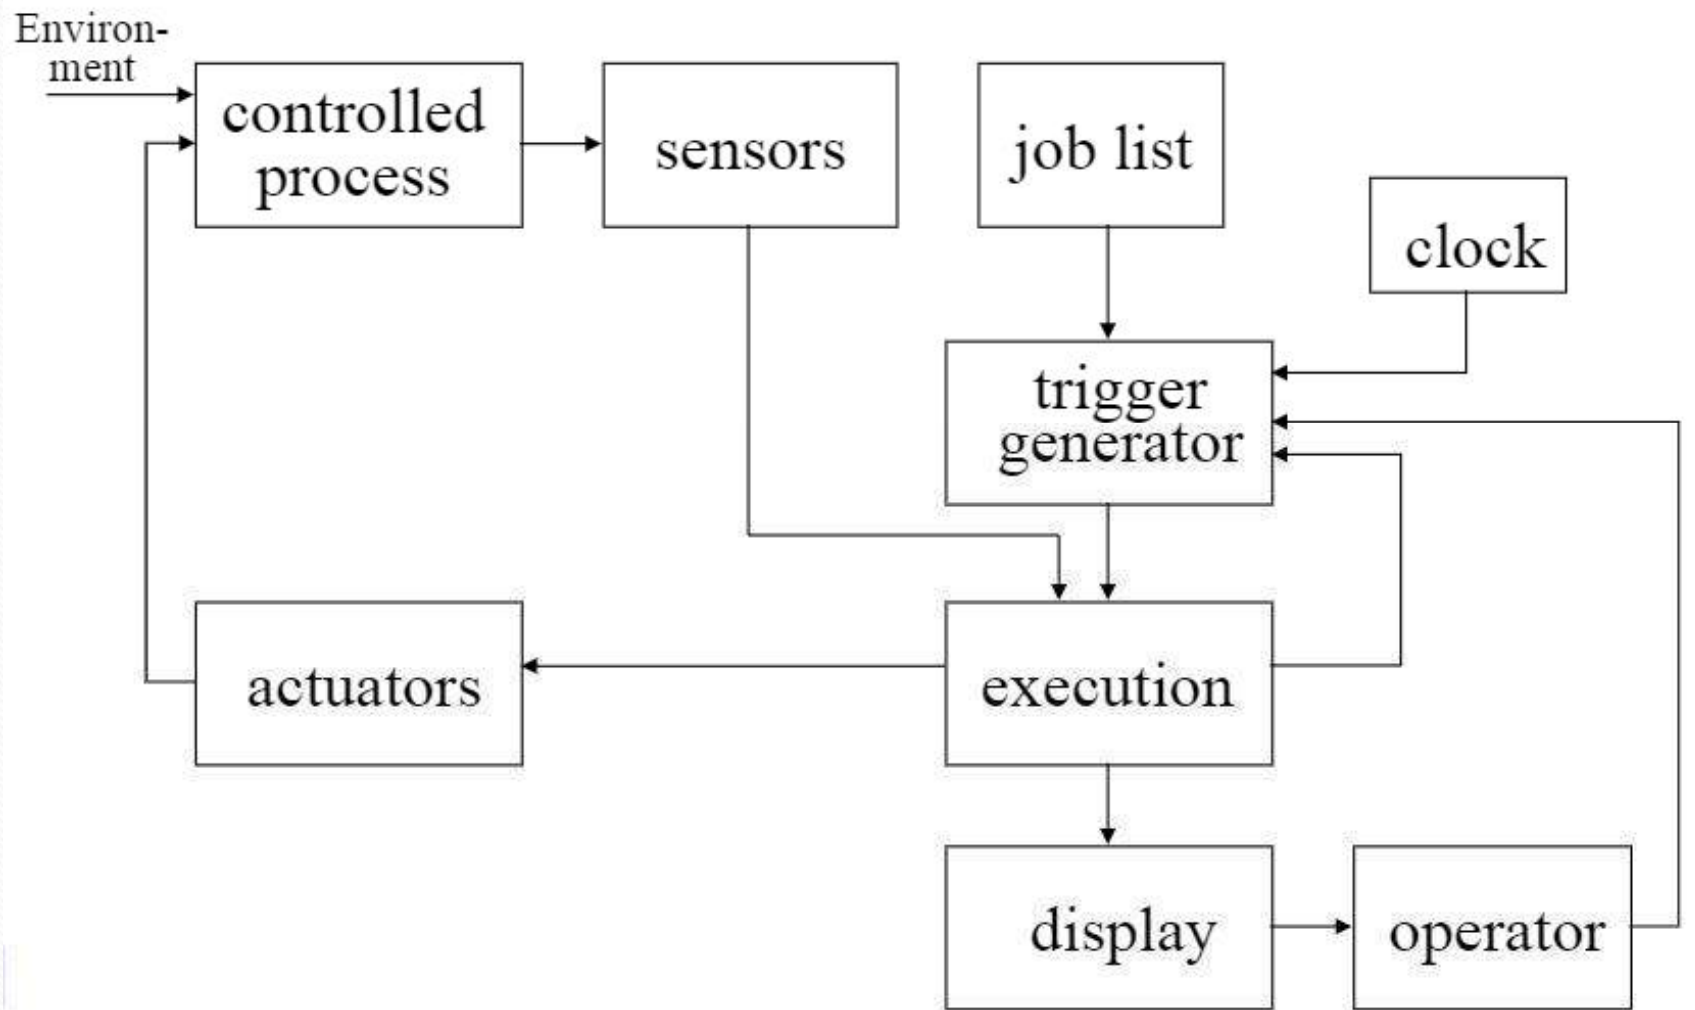 Environ-
ment
controlled
process
sensors
job list
clock
trigger
generator
actuators
execution
display
operator